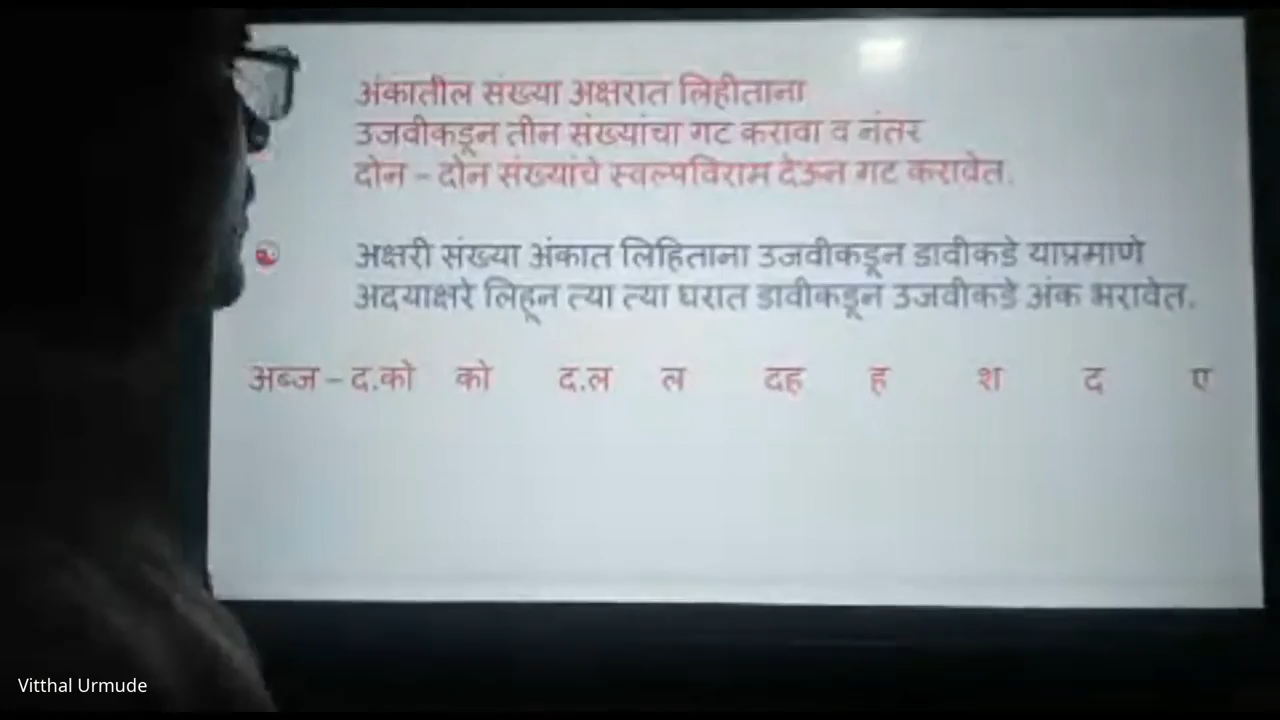 अंकातील संख्या अक्षरात लिहीताना
उजवीकडून तीन संख्यांचा गट करावा व नंतर
दोन – दोन संख्यांचे स्वल्पविराम देऊन गट करावेत.
अक्षरी संख्या अंकात लिहिताना उजवीकडून डावीकडे याप्रमाणे
अदयाक्षरे लिहून त्या त्या घरात डावीकडून उजवीकडे अंक भरावेत.
अब्ज – द.को को द.ल ल दह ह श द ए
Vitthal Urmude